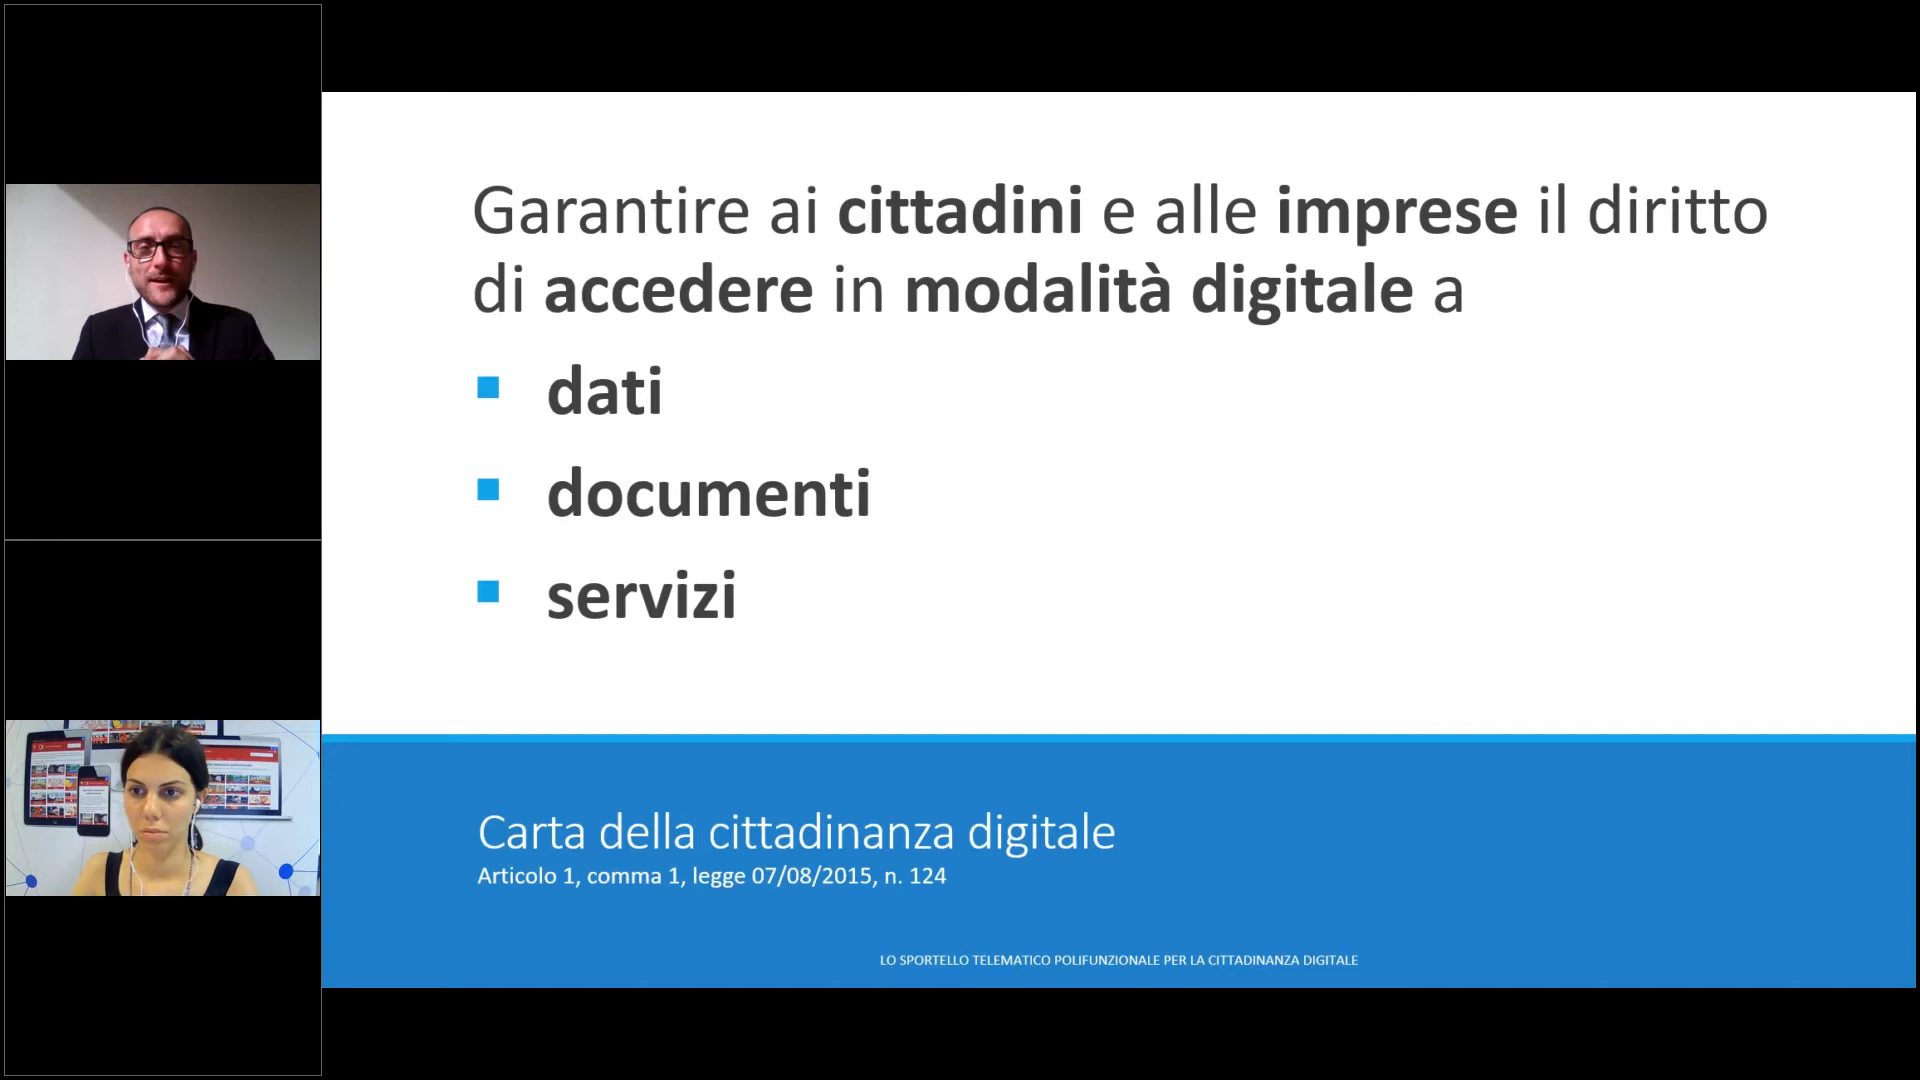 Garantire ai cittadini e alle imprese il diritto
di accedere in modalità digitale a
▪ dati
▪ documenti
▪ servizi
Carta della cittadinanza digitale
Articolo 1, comma 1, legge 07/08/2015, n. 124
LO SPORTELLO TELEMATICO POLIFUNZIONALE PER LA CITTADINANZA DIGITALE